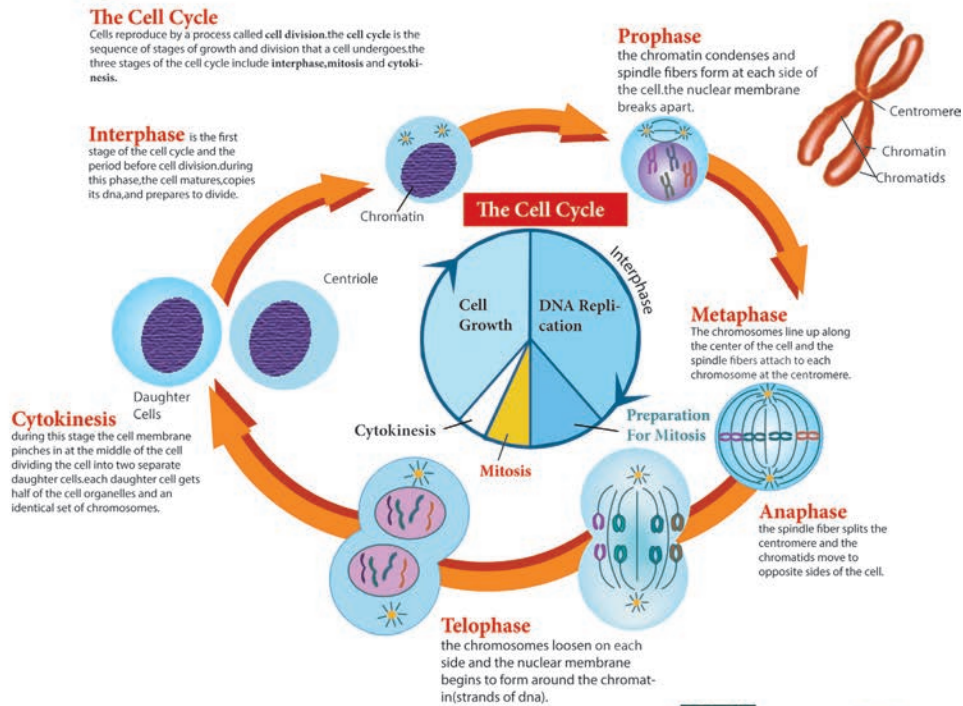 The Cell Cycle
Cells reproduce by a process called cell division.the cell cycle is the
sequence of stages of growth and division that a cell undergoes.the
three stages of the cell cycle include interphase,mitosis and cytoki-
nesis.
Prophase
the chromatin condenses and
spindle fibers form at each side of
the cell.the nuclear membrane
breaks apart.
Centromere
Chromatin
Chromatids
Interphase is the first
stage of the cell cycle and the
period before cell division.during
this phase,the cell matures,copies
its dna,and prepares to divide.
Chromatin
The Cell Cycle
Interphase
Centriole
Cell
Growth
DNA Repli-
cation
Metaphase
The chromosomes line up along
the center of the cell and the
spindle fibers attach to each
chromosome at the centromere.
Daughter
Cells
Cytokinesis
during this stage the cell membrane
pinches in at the middle of the cell
dividing the cell into two separate
daughter cells.each daughter cell gets
half of the cell organelles and an
identical set of chromosomes.
Cytokinesis
Mitosis
Preparation
For Mitosis
Anaphase
the spindle fiber splits the
centromere and the
chromatids move to
opposite sides of the cell.
Telophase
the chromosomes loosen on each
side and the nuclear membrane
begins to form around the chromat-
in(strands of dna).